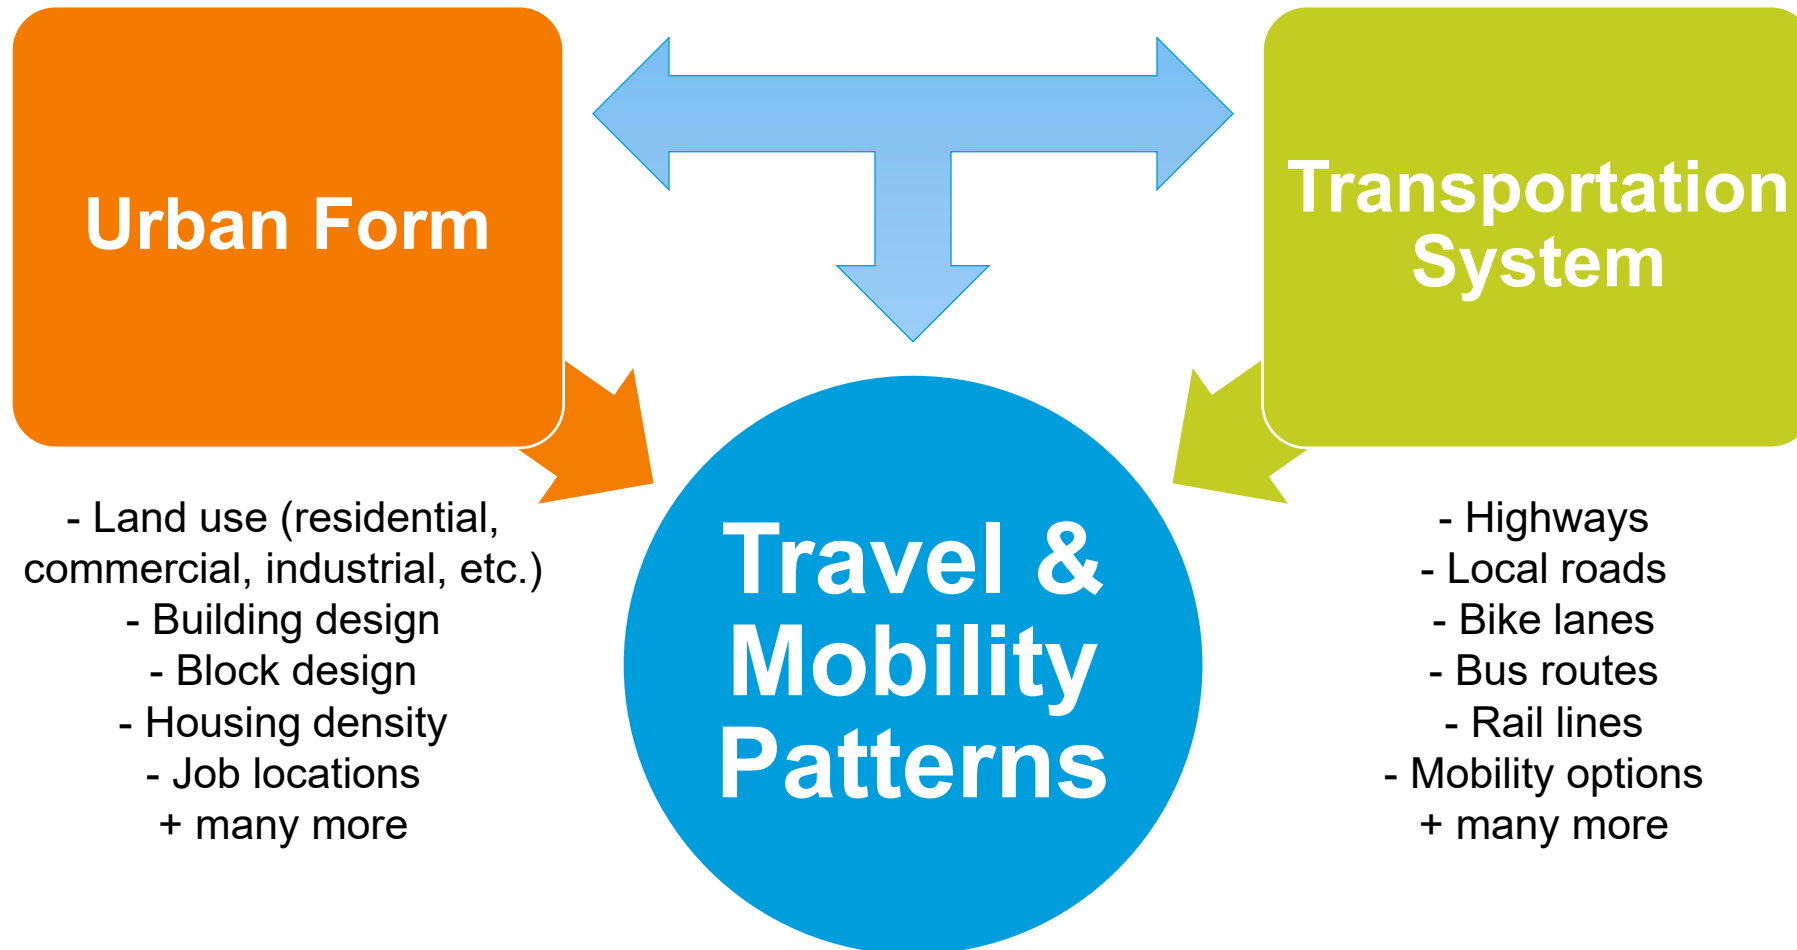 Urban Form
Transportation
System
Travel &
Mobility
Patterns
- Land use (residential,
commercial, industrial, etc.)
- Building design
- Block design
- Housing density
- Job locations
+ many more
- Highways
- Local roads
- Bike lanes
- Bus routes
- Rail lines
- Mobility options
+ many more